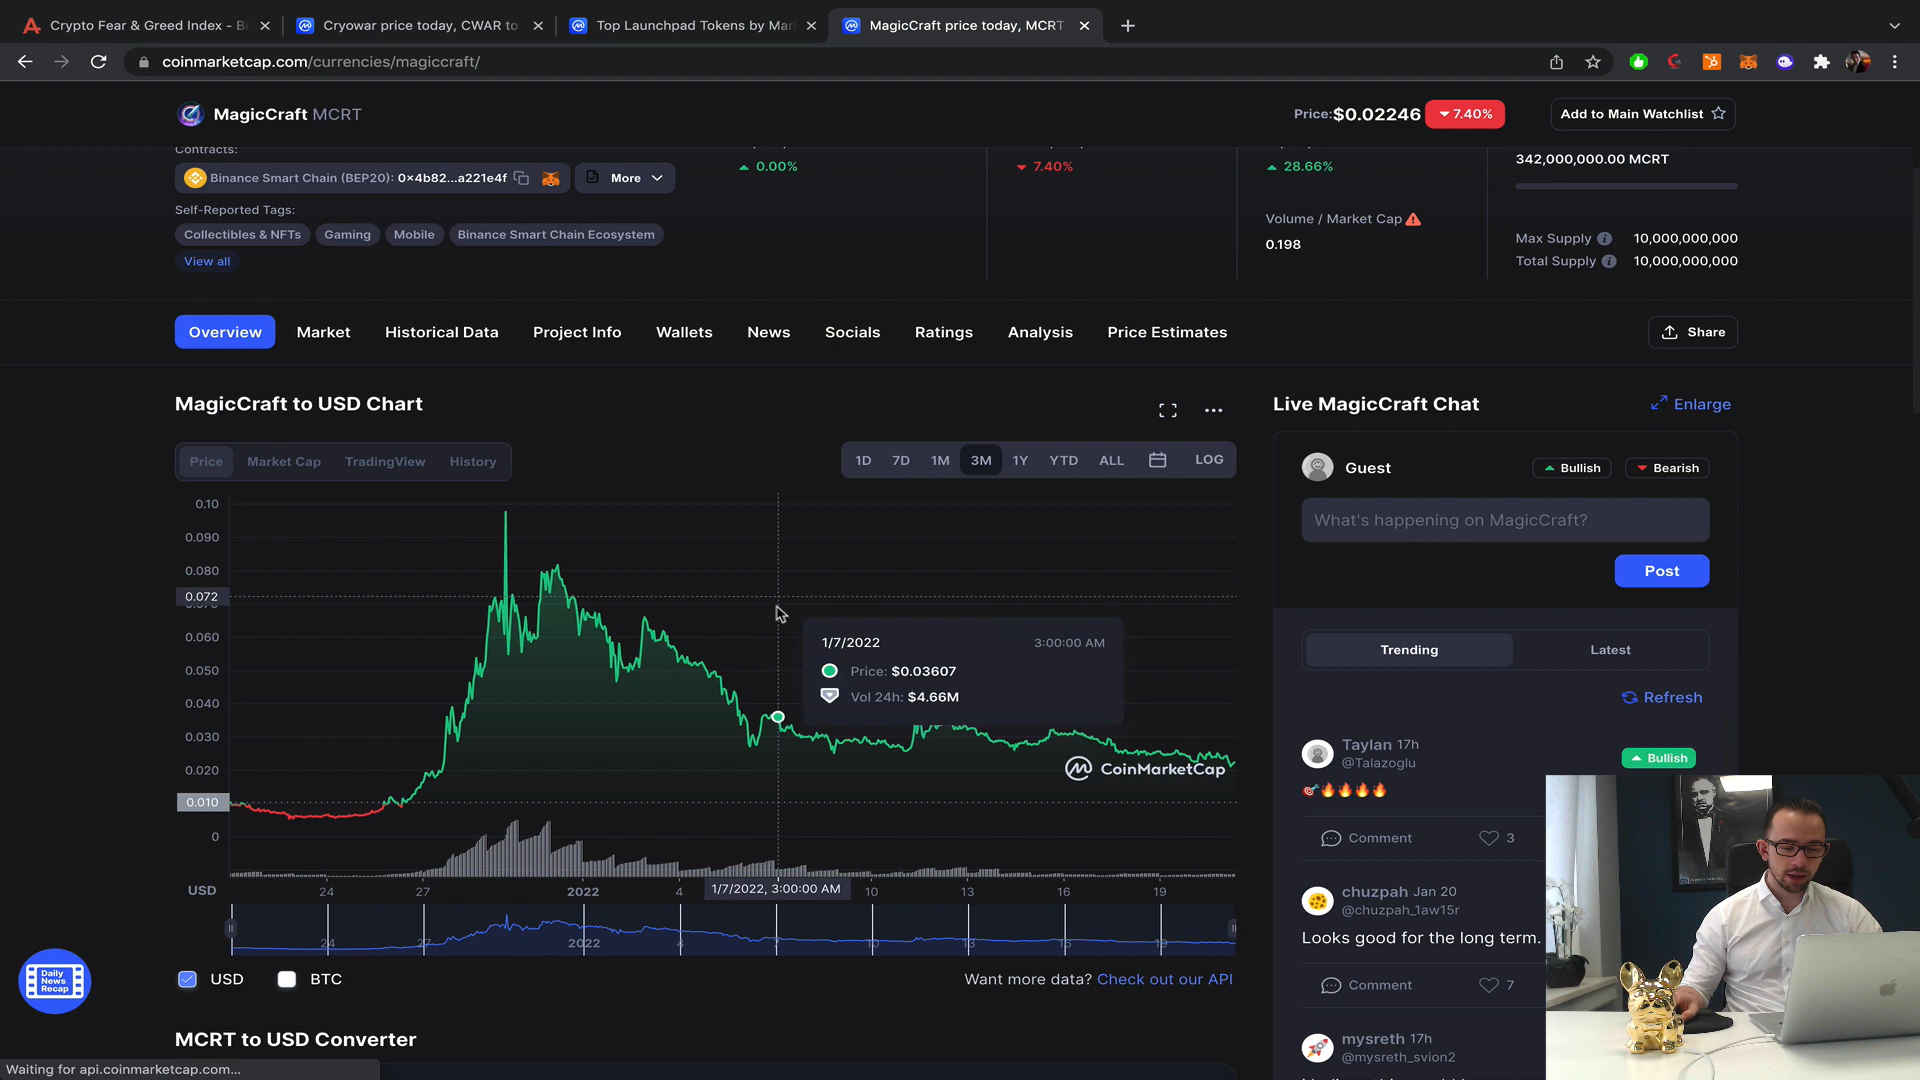 Crypto Fear & Greed Index - Bi
Cryowar price today, CWAR to
Top Launchpad Tokens by Mar
MagicCraft price today, MCRT
coinmarketcap.com/currencies/magiccraft/
MagicCraft MCRT
Price:$0.02246
7.40%
Add to Main Watchlist
Contracts:
Binance Smart Chain (BEP20): 0x4b82...a221e4f
More
Self-Reported Tags:
Collectibles & NFTs
Gaming
Mobile
Binance Smart Chain Ecosystem
View all
0.00%
7.40%
28.66%
Volume / Market Cap
0.198
342,000,000.00 MCRT
Max Supply 10,000,000,000
Total Supply 10,000,000,000
Overview
Market
Historical Data
Project Info
Wallets
News
Socials
Ratings
Analysis
Price Estimates
Share
MagicCraft to USD Chart
Price
Market Cap
TradingView
History
1D
7D
1M
3M
1Y
YTD
ALL
LOG
0.10
0.090
0.080
0.072
0.060
0.050
0.040
0.030
0.020
0.010
0
1/7/2022 3:00:00 AM
Price: $0.03607
Vol 24h: $4.66M
CoinMarketCap
USD
24
27
2022
4
1/7/2022, 3:00:00 AM
10
13
16
19
24
27
2022
4
7
10
13
16
19
USD
BTC
Want more data? Check out our API
MCRT to USD Converter
Live MagicCraft Chat
Enlarge
Guest
Bullish
Bearish
What's happening on MagicCraft?
Post
Trending
Latest
Refresh
Taylan 17h
@Talazoglu
Bullish
Comment
3
chuzpah Jan 20
@chuzpah_1aw15r
Looks good for the long term.
Comment
7
mysreth 17h
@mysreth_svion2
Daily
News
Recap
Waiting for api.coinmarketcap.com...